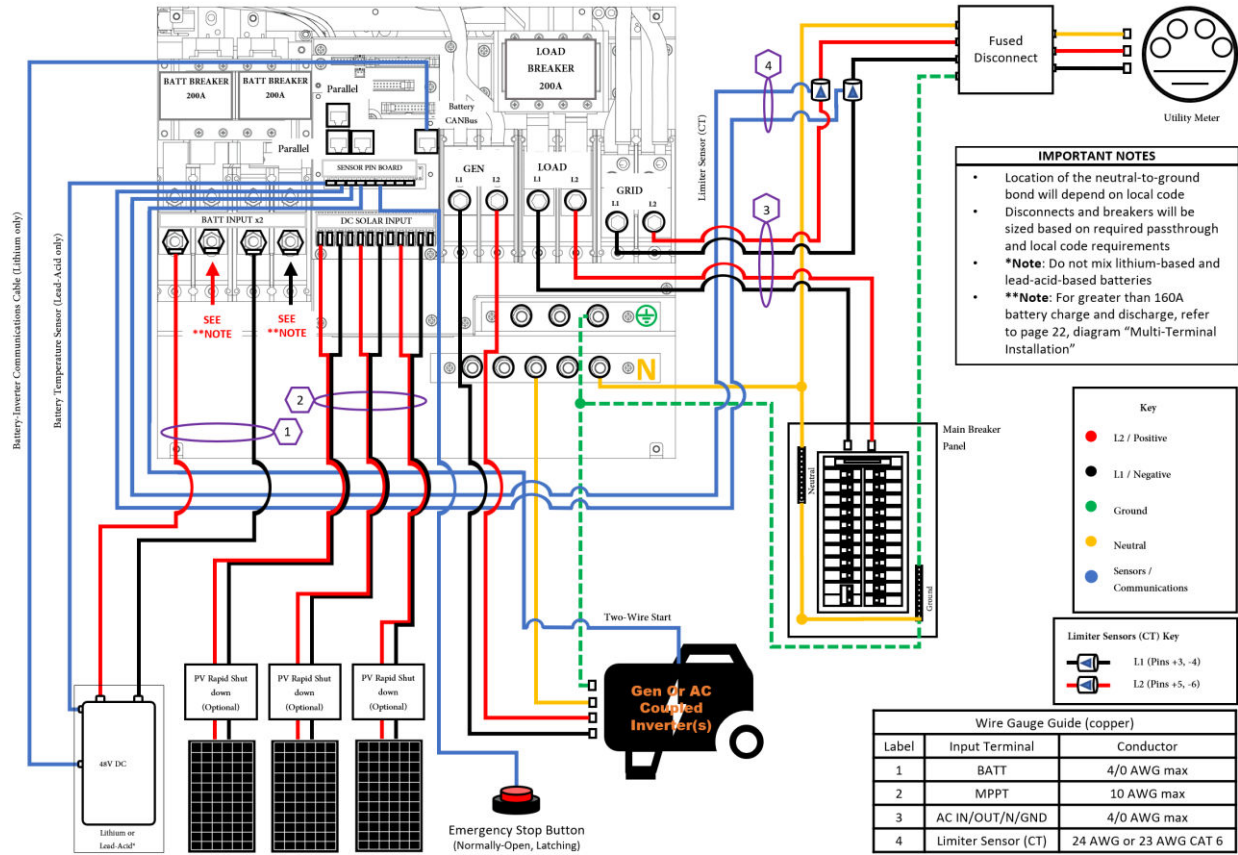 BATT BREAKER
200A
BATT BREAKER
200A
Parallel
Parallel
Battery
CANBus
LOAD
BREAKER
200A
SENSOR PIN BOARD
GEN
L1 L2
LOAD
L1 L2
GRID
L1 L2
BATT INPUT x2
DC SOLAR INPUT
SEE
**NOTE
SEE
**NOTE
N
1
2
3
4
Limiter Sensor (CT)
Battery-Inverter Communications Cable (Lithium only)
Battery Temperature Sensor (Lead-Acid only)
Fused
Disconnect
Utility Meter
IMPORTANT NOTES
• Location of the neutral-to-ground
bond will depend on local code
• Disconnects and breakers will be
sized based on required passthrough
and local code requirements
• *Note: Do not mix lithium-based and
lead-acid-based batteries
• **Note: For greater than 160A
battery charge and discharge, refer
to page 22, diagram “Multi-Terminal
Installation”
Key
L2 / Positive
L1 / Negative
Ground
Neutral
Sensors /
Communications
Main Breaker
Panel
Neutral
Ground
Two-Wire Start
Gen Or AC
Coupled
Inverter(s)
Limiter Sensors (CT) Key
L1 (Pins +3, -4)
L2 (Pins +5, -6)
PV Rapid Shut
down
(Optional)
PV Rapid Shut
down
(Optional)
PV Rapid Shut
down
(Optional)
48V DC
Lithium or
Lead-Acid*
Emergency Stop Button
(Normally-Open, Latching)
Wire Gauge Guide (copper)
Label Input Terminal Conductor
1 BATT 4/0 AWG max
2 MPPT 10 AWG max
3 AC IN/OUT/N/GND 4/0 AWG max
4 Limiter Sensor (CT) 24 AWG or 23 AWG CAT 6